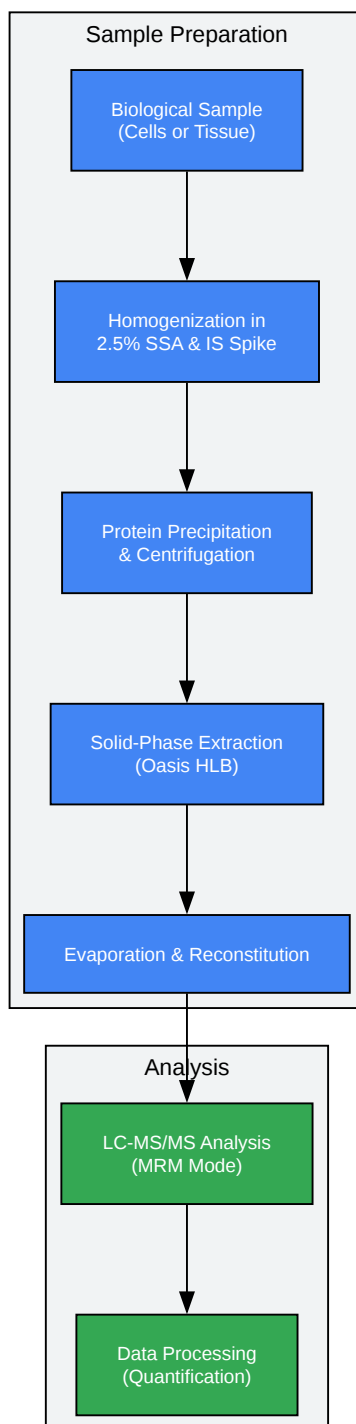 Sample Preparation
Biological Sample
(Cells or Tissue)
Homogenization in
2.5% SSA & IS Spike
Protein Precipitation
& Centrifugation
Solid-Phase Extraction
(Oasis HLB)
Evaporation & Reconstitution
Analysis
LC-MS/MS Analysis
(MRM Mode)
Data Processing
(Quantification)